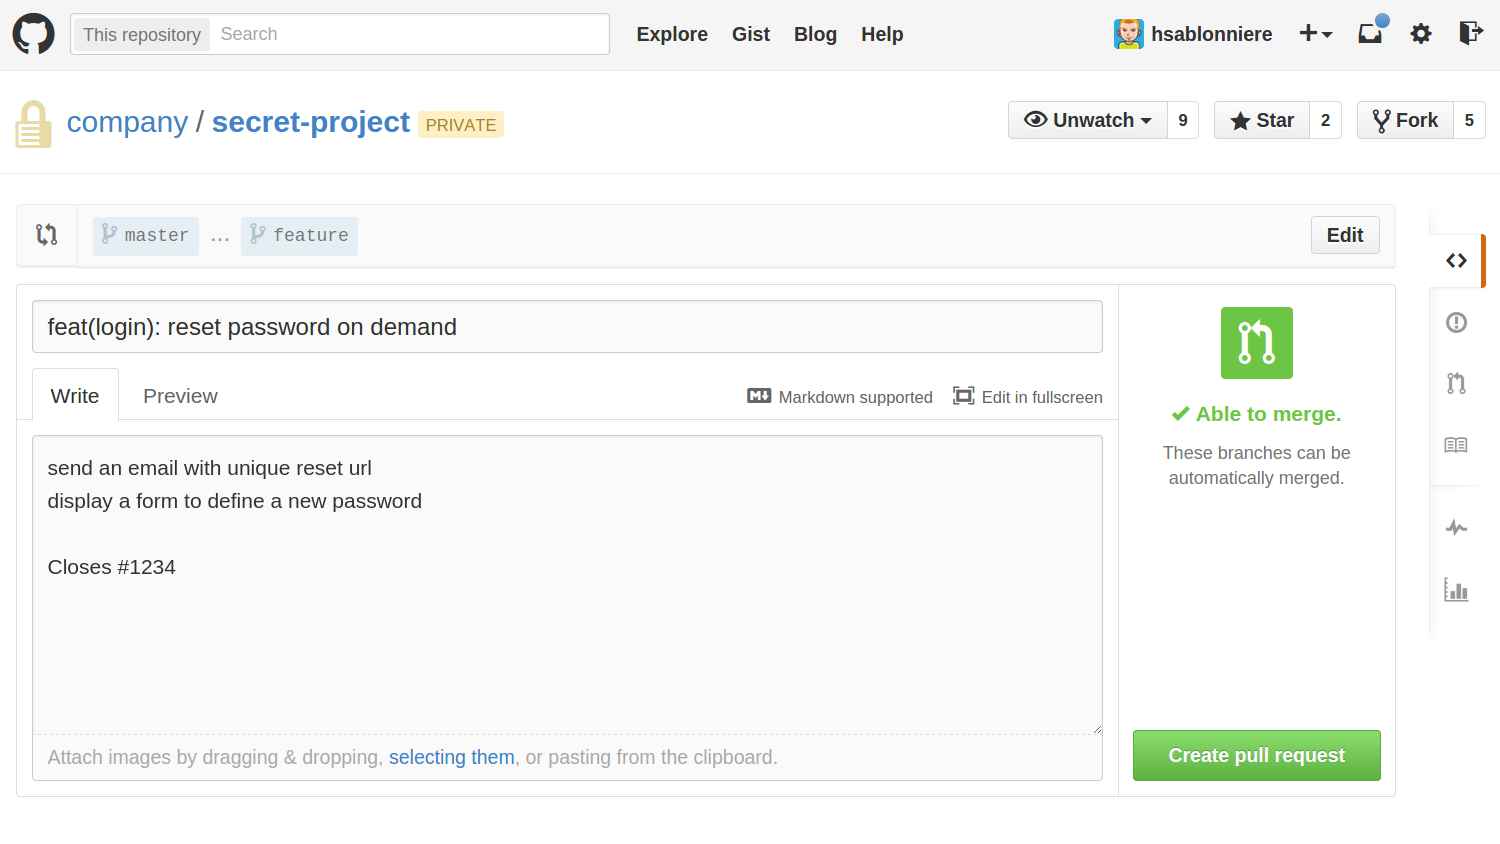 This repository Search Explore Gist Blog Help hsablonniere
company / secret-project PRIVATE Unwatch 9 Star 2 Fork 5
master ... feature Edit
feat(login): reset password on demand
Write Preview Markdown supported Edit in fullscreen
Able to merge.
These branches can be
automatically merged.
send an email with unique reset url
display a form to define a new password
Closes #1234
Attach images by dragging & dropping, selecting them, or pasting from the clipboard.
Create pull request